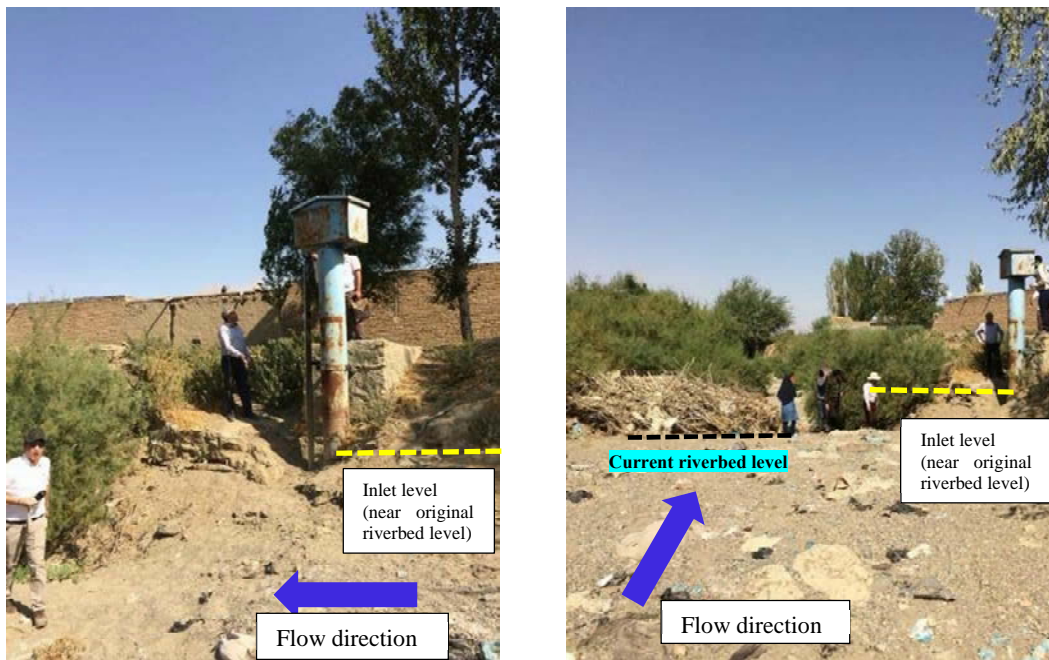 Inlet level
(near original
riverbed level)
Flow direction
Current riverbed level
Inlet level
(near original
riverbed level)
Flow direction